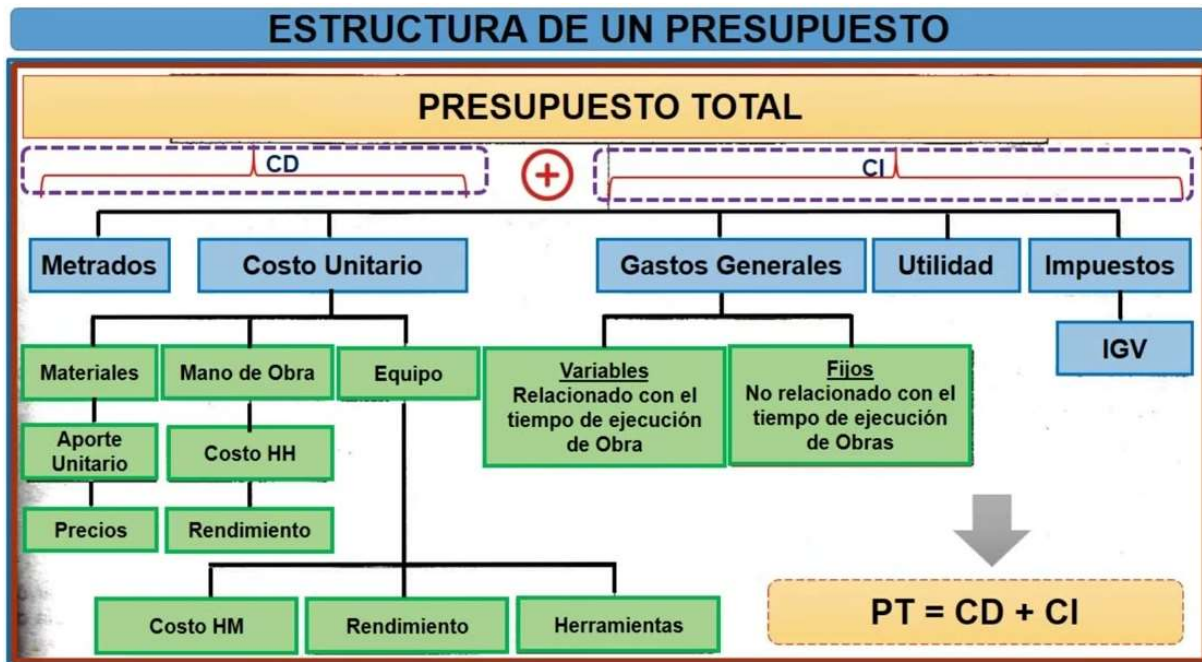 ESTRUCTURA DE UN PRESUPUESTO
PRESUPUESTO TOTAL
CD
+
CI
Metrados
Costo Unitario
Gastos Generales
Utilidad
Impuestos
IGV
Materiales
Mano de Obra
Equipo
Variables
Relacionado con el
tiempo de ejecución
de Obra
Fijos
No relacionado con el
tiempo de ejecución
de Obras
Aporte
Unitario
Costo HH
Precios
Rendimiento
Costo HM
Rendimiento
Herramientas
PT = CD + CI